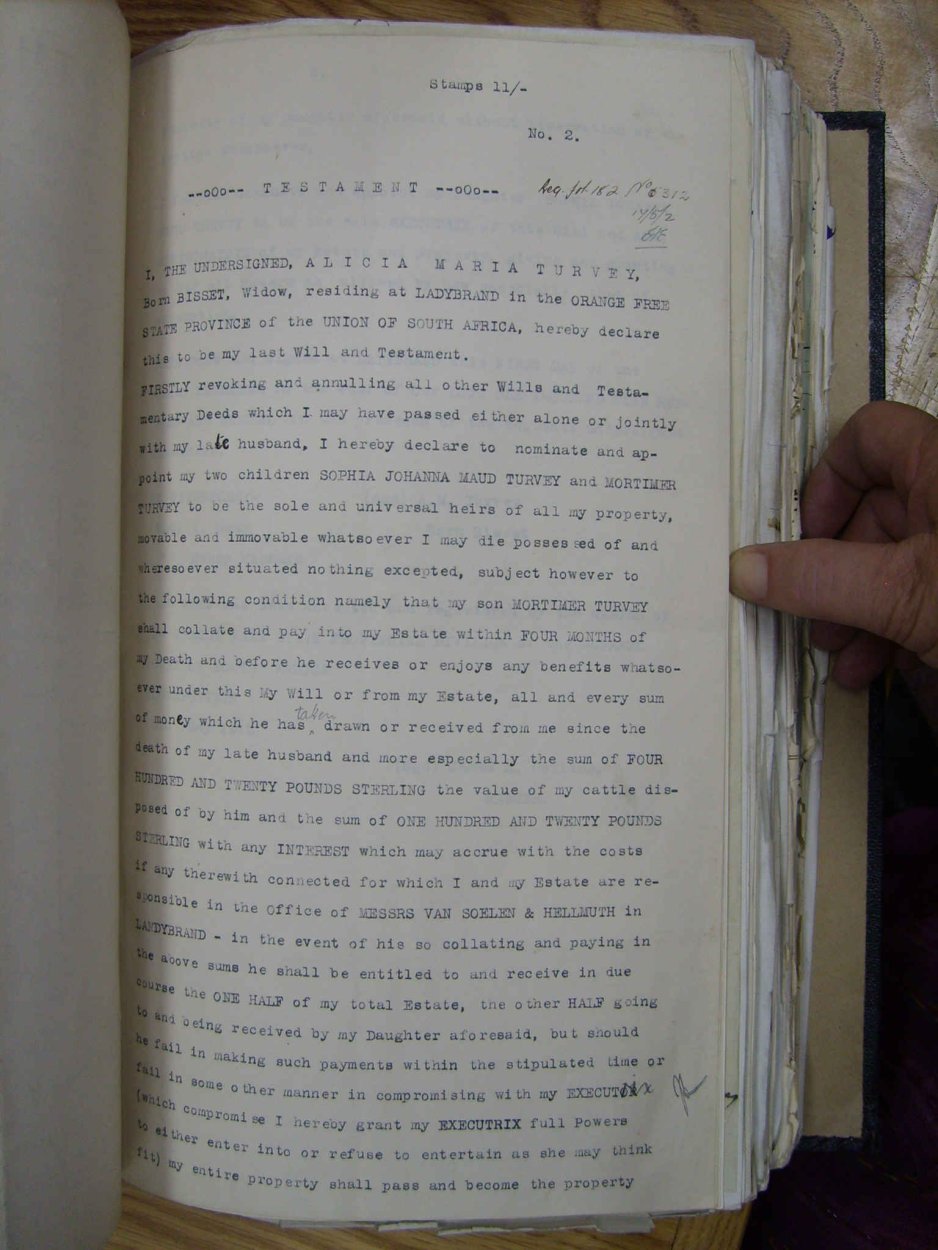 Stamps 11/-
No. 2.
--oOo-- T E S T A M E N T --oOo--
Reg. fol 182 No 312
14/8/2
I, THE UNDERSIGNED, A L I C I A M A R I A T U R V E Y,
Born BISSET, Widow, residing at LADYBRAND in the ORANGE FREE
STATE PROVINCE of the UNION OF SOUTH AFRICA, hereby declare
this to be my last Will and Testament.
FIRSTLY revoking and annulling all other Wills and Testa-
mentary Deeds which I may have passed either alone or jointly
with my late husband, I hereby declare to nominate and ap-
point my two children SOPHIA JOHANNA MAUD TURVEY and MORTIMER
TURVEY to be the sole and universal heirs of all my property,
movable and immovable whatsoever I may die possessed of and
wheresoever situated nothing excepted, subject however to
the following condition namely that my son MORTIMER TURVEY
shall collate and pay into my Estate within FOUR MONTHS of
my Death and before he receives or enjoys any benefits whatso-
ever under this My Will or from my Estate, all and every sum
of money which he has taken drawn or received from me since the
death of my late husband and more especially the sum of FOUR
HUNDRED AND TWENTY POUNDS STERLING the value of my cattle dis-
posed of by him and the sum of ONE HUNDRED AND TWENTY POUNDS
STERLING with any INTEREST which may accrue with the costs
if any therewith connected for which I and my Estate are re-
sponsible in the Office of MESSRS VAN SOELEN & HELLMUTH in
LANDYBRAND - in the event of his so collating and paying in
the above sums he shall be entitled to and receive in due
course the ONE HALF of my total Estate, the other HALF going
to and being received by my Daughter aforesaid, but should
he fail in making such payments within the stipulated time or
fail in some other manner in compromising with my EXECUTRIX
(which compromise I hereby grant my EXECUTRIX full Powers
to either enter into or refuse to entertain as she may think
fit) my entire property shall pass and become the property